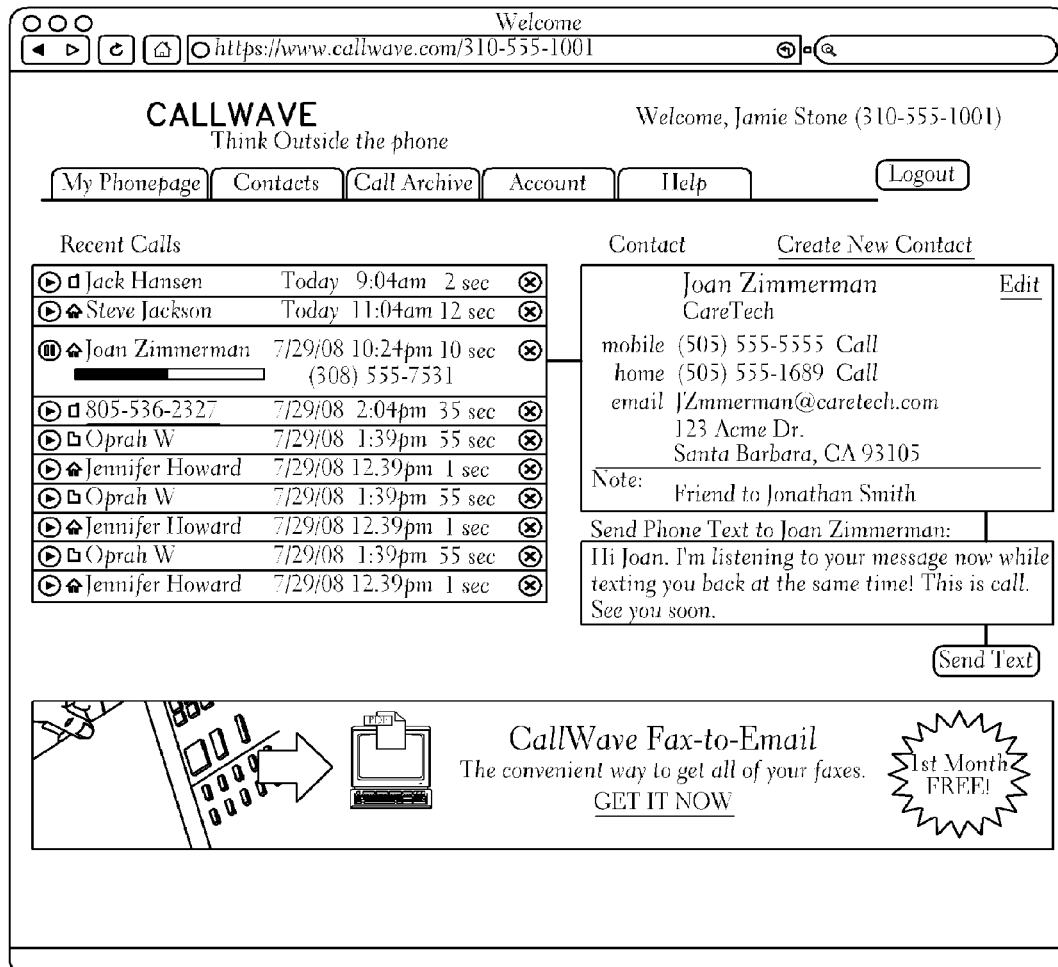 Welcome
https://www.callwave.com/310-555-1001
CALLWAVE
Think Outside the phone
Welcome, Jamie Stone (310-555-1001)
My Phonepage Contacts Call Archive Account Help Logout
Recent Calls
Jack Hansen Today 9:04am 2 sec
Steve Jackson Today 11:04am 12 sec
Joan Zimmerman 7/29/08 10:24pm 10 sec
(308) 555-7531
805-536-2327 7/29/08 2:04pm 35 sec
Oprah W 7/29/08 1:39pm 55 sec
Jennifer Howard 7/29/08 12.39pm 1 sec
Oprah W 7/29/08 1:39pm 55 sec
Jennifer Howard 7/29/08 12.39pm 1 sec
Oprah W 7/29/08 1:39pm 55 sec
Jennifer Howard 7/29/08 12.39pm 1 sec
Contact Create New Contact
Joan Zimmerman Edit
CareTech
mobile (505) 555-5555 Call
home (505) 555-1689 Call
email JZmmerman@caretech.com
123 Acme Dr.
Santa Barbara, CA 93105
Note:
Friend to Jonathan Smith
Send Phone Text to Joan Zimmerman:
Hi Joan. I'm listening to your message now while
texting you back at the same time! This is call.
See you soon.
Send Text
PDF
CallWave Fax-to-Email
The convenient way to get all of your faxes.
GET IT NOW
1st Month
FREE!